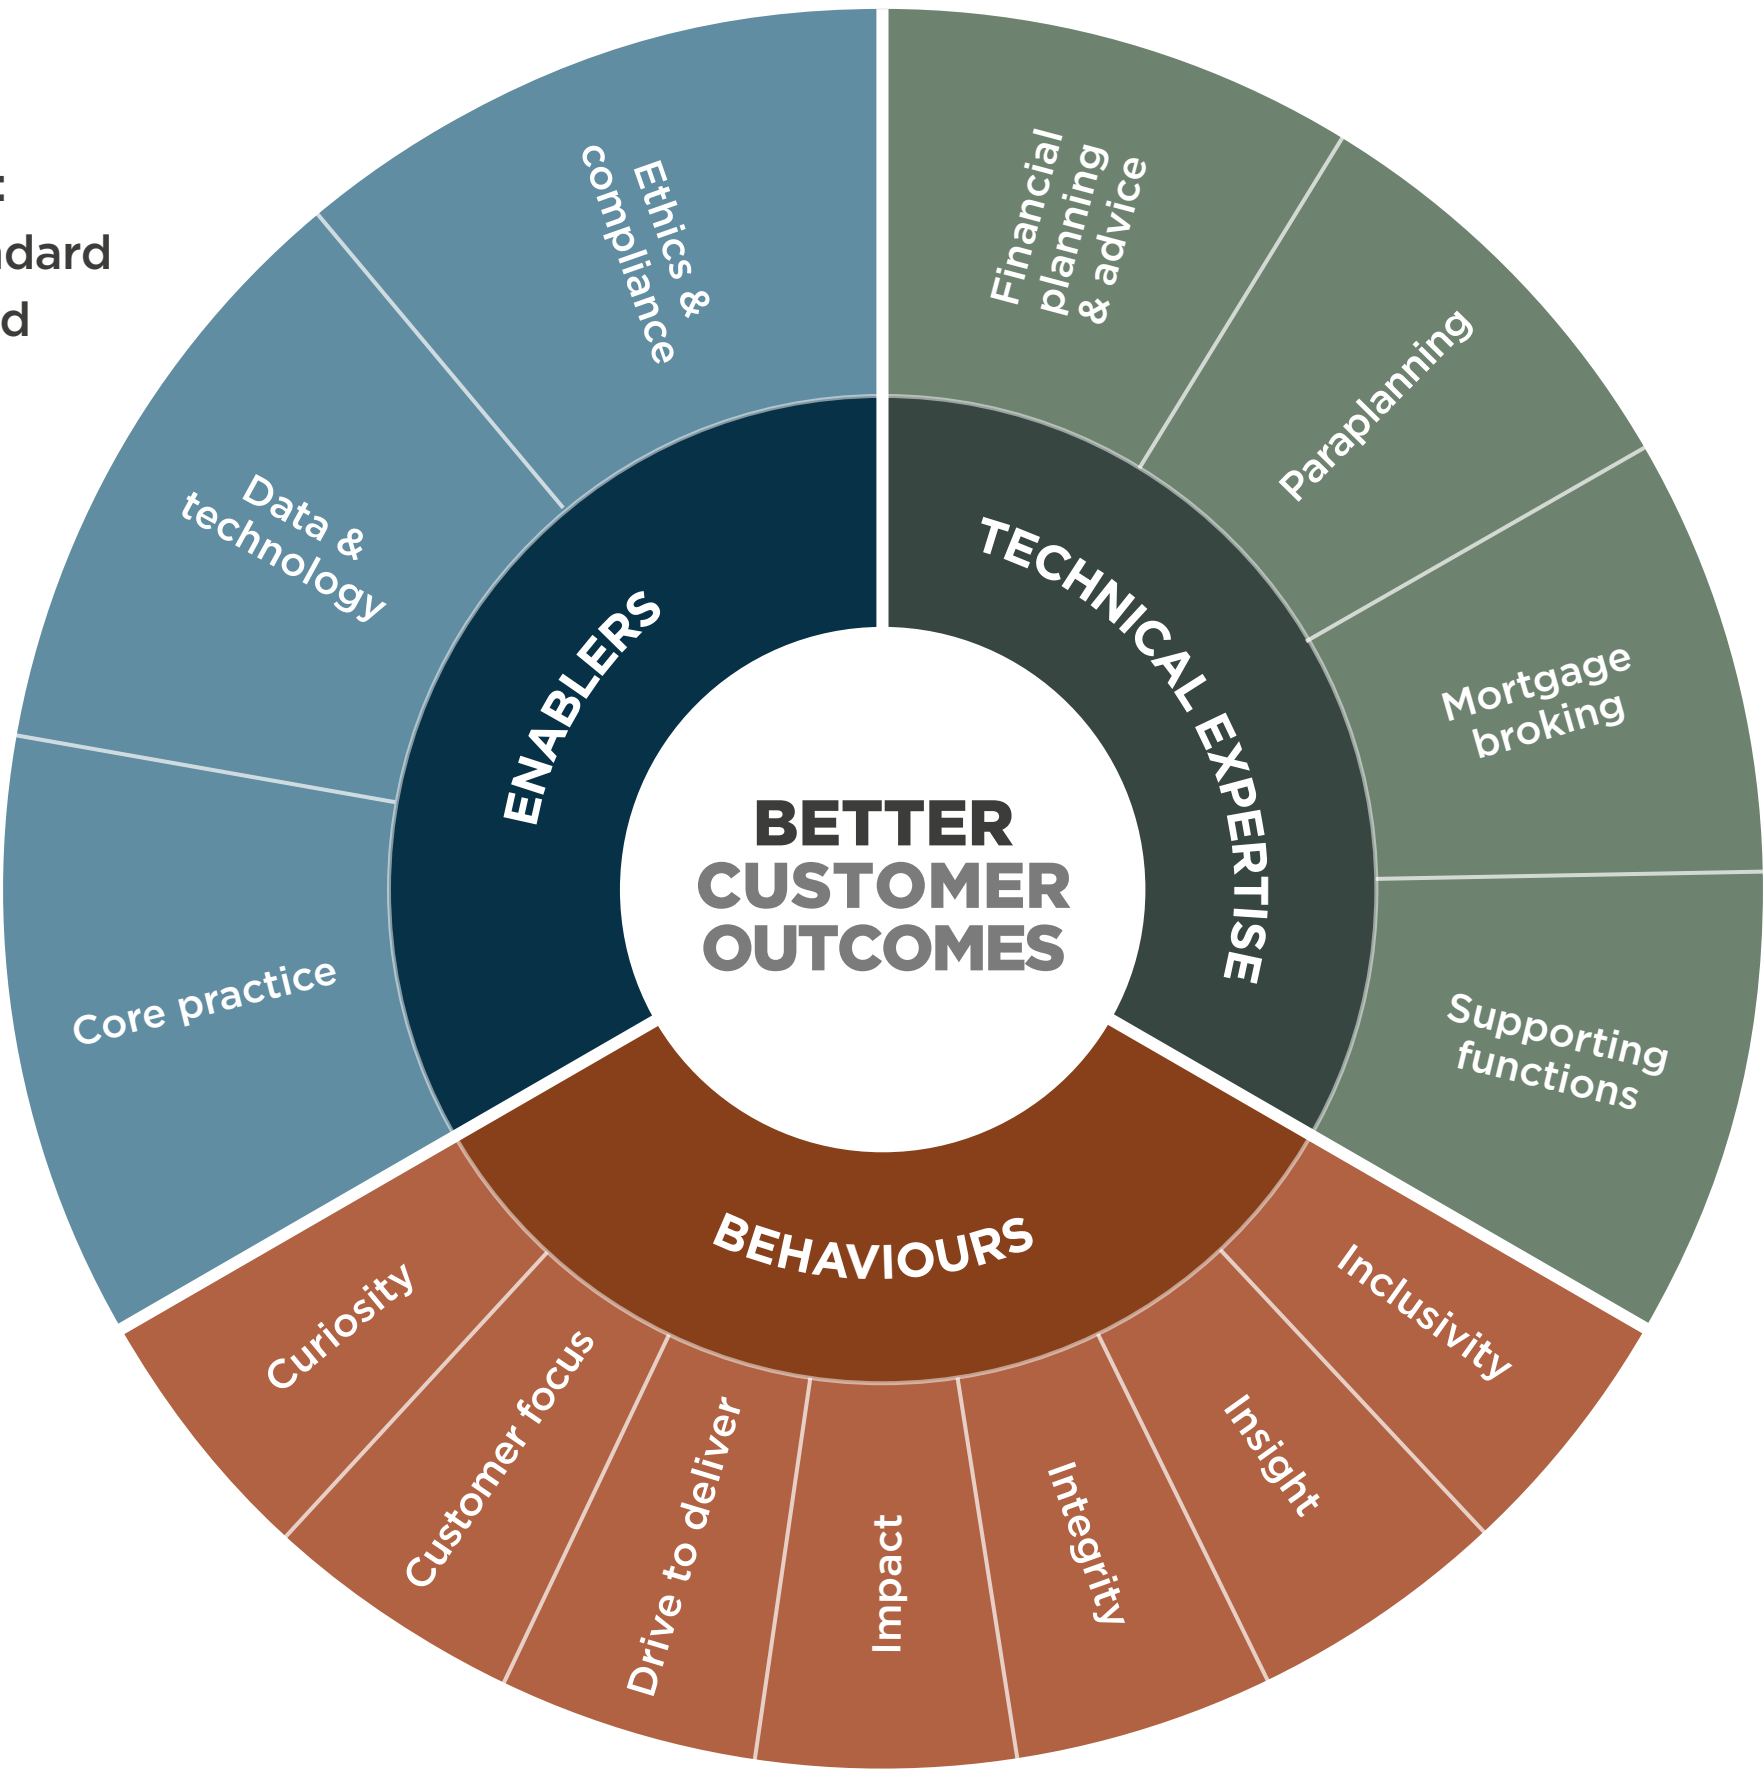 BETTER
CUSTOMER
OUTCOMES
TECHNICAL EXPERTISE
Financial
planning
& advice
Paraplanning
Mortgage
broking
Supporting
functions
BEHAVIOURS
Inclusivity
Insight
Integrity
Impact
Drive to deliver
Customer focus
Curiosity
ENABLERS
Core practice
Data &
technology
Ethics &
compliance